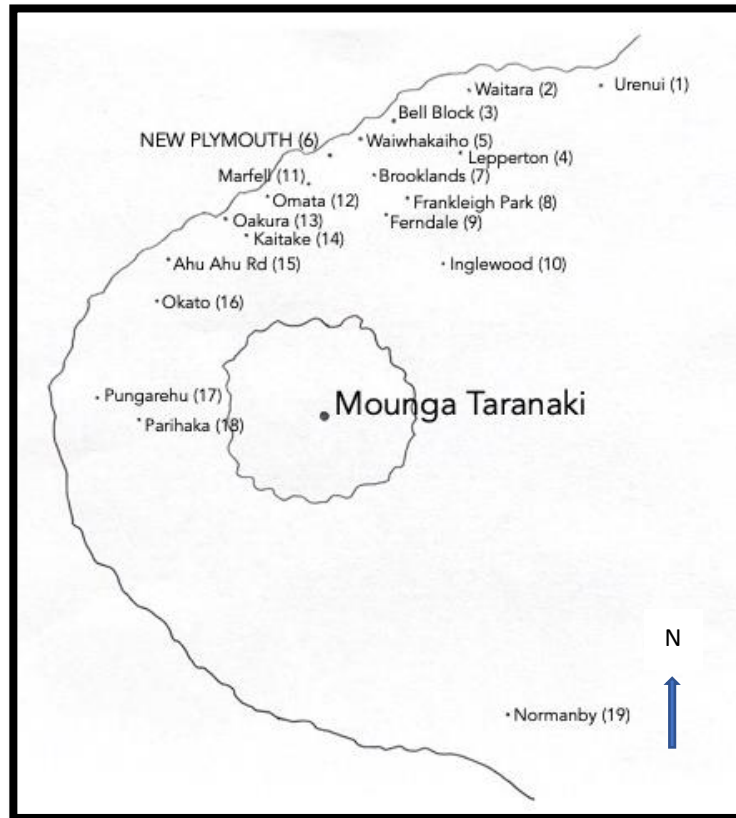 Urenui (1)
Waitara (2)
Bell Block (3)
NEW PLYMOUTH (6)
Waiwhakaiho (5)
Lepperton (4)
Marfell (11)
Brooklands (7)
Omata (12)
Frankleigh Park (8)
Oakura (13)
Ferndale (9)
Kaitake (14)
Ahu Ahu Rd (15)
Inglewood (10)
Okato (16)
Pungarehu (17)
Mounga Taranaki
Parihaka (18)
N
Normanby (19)